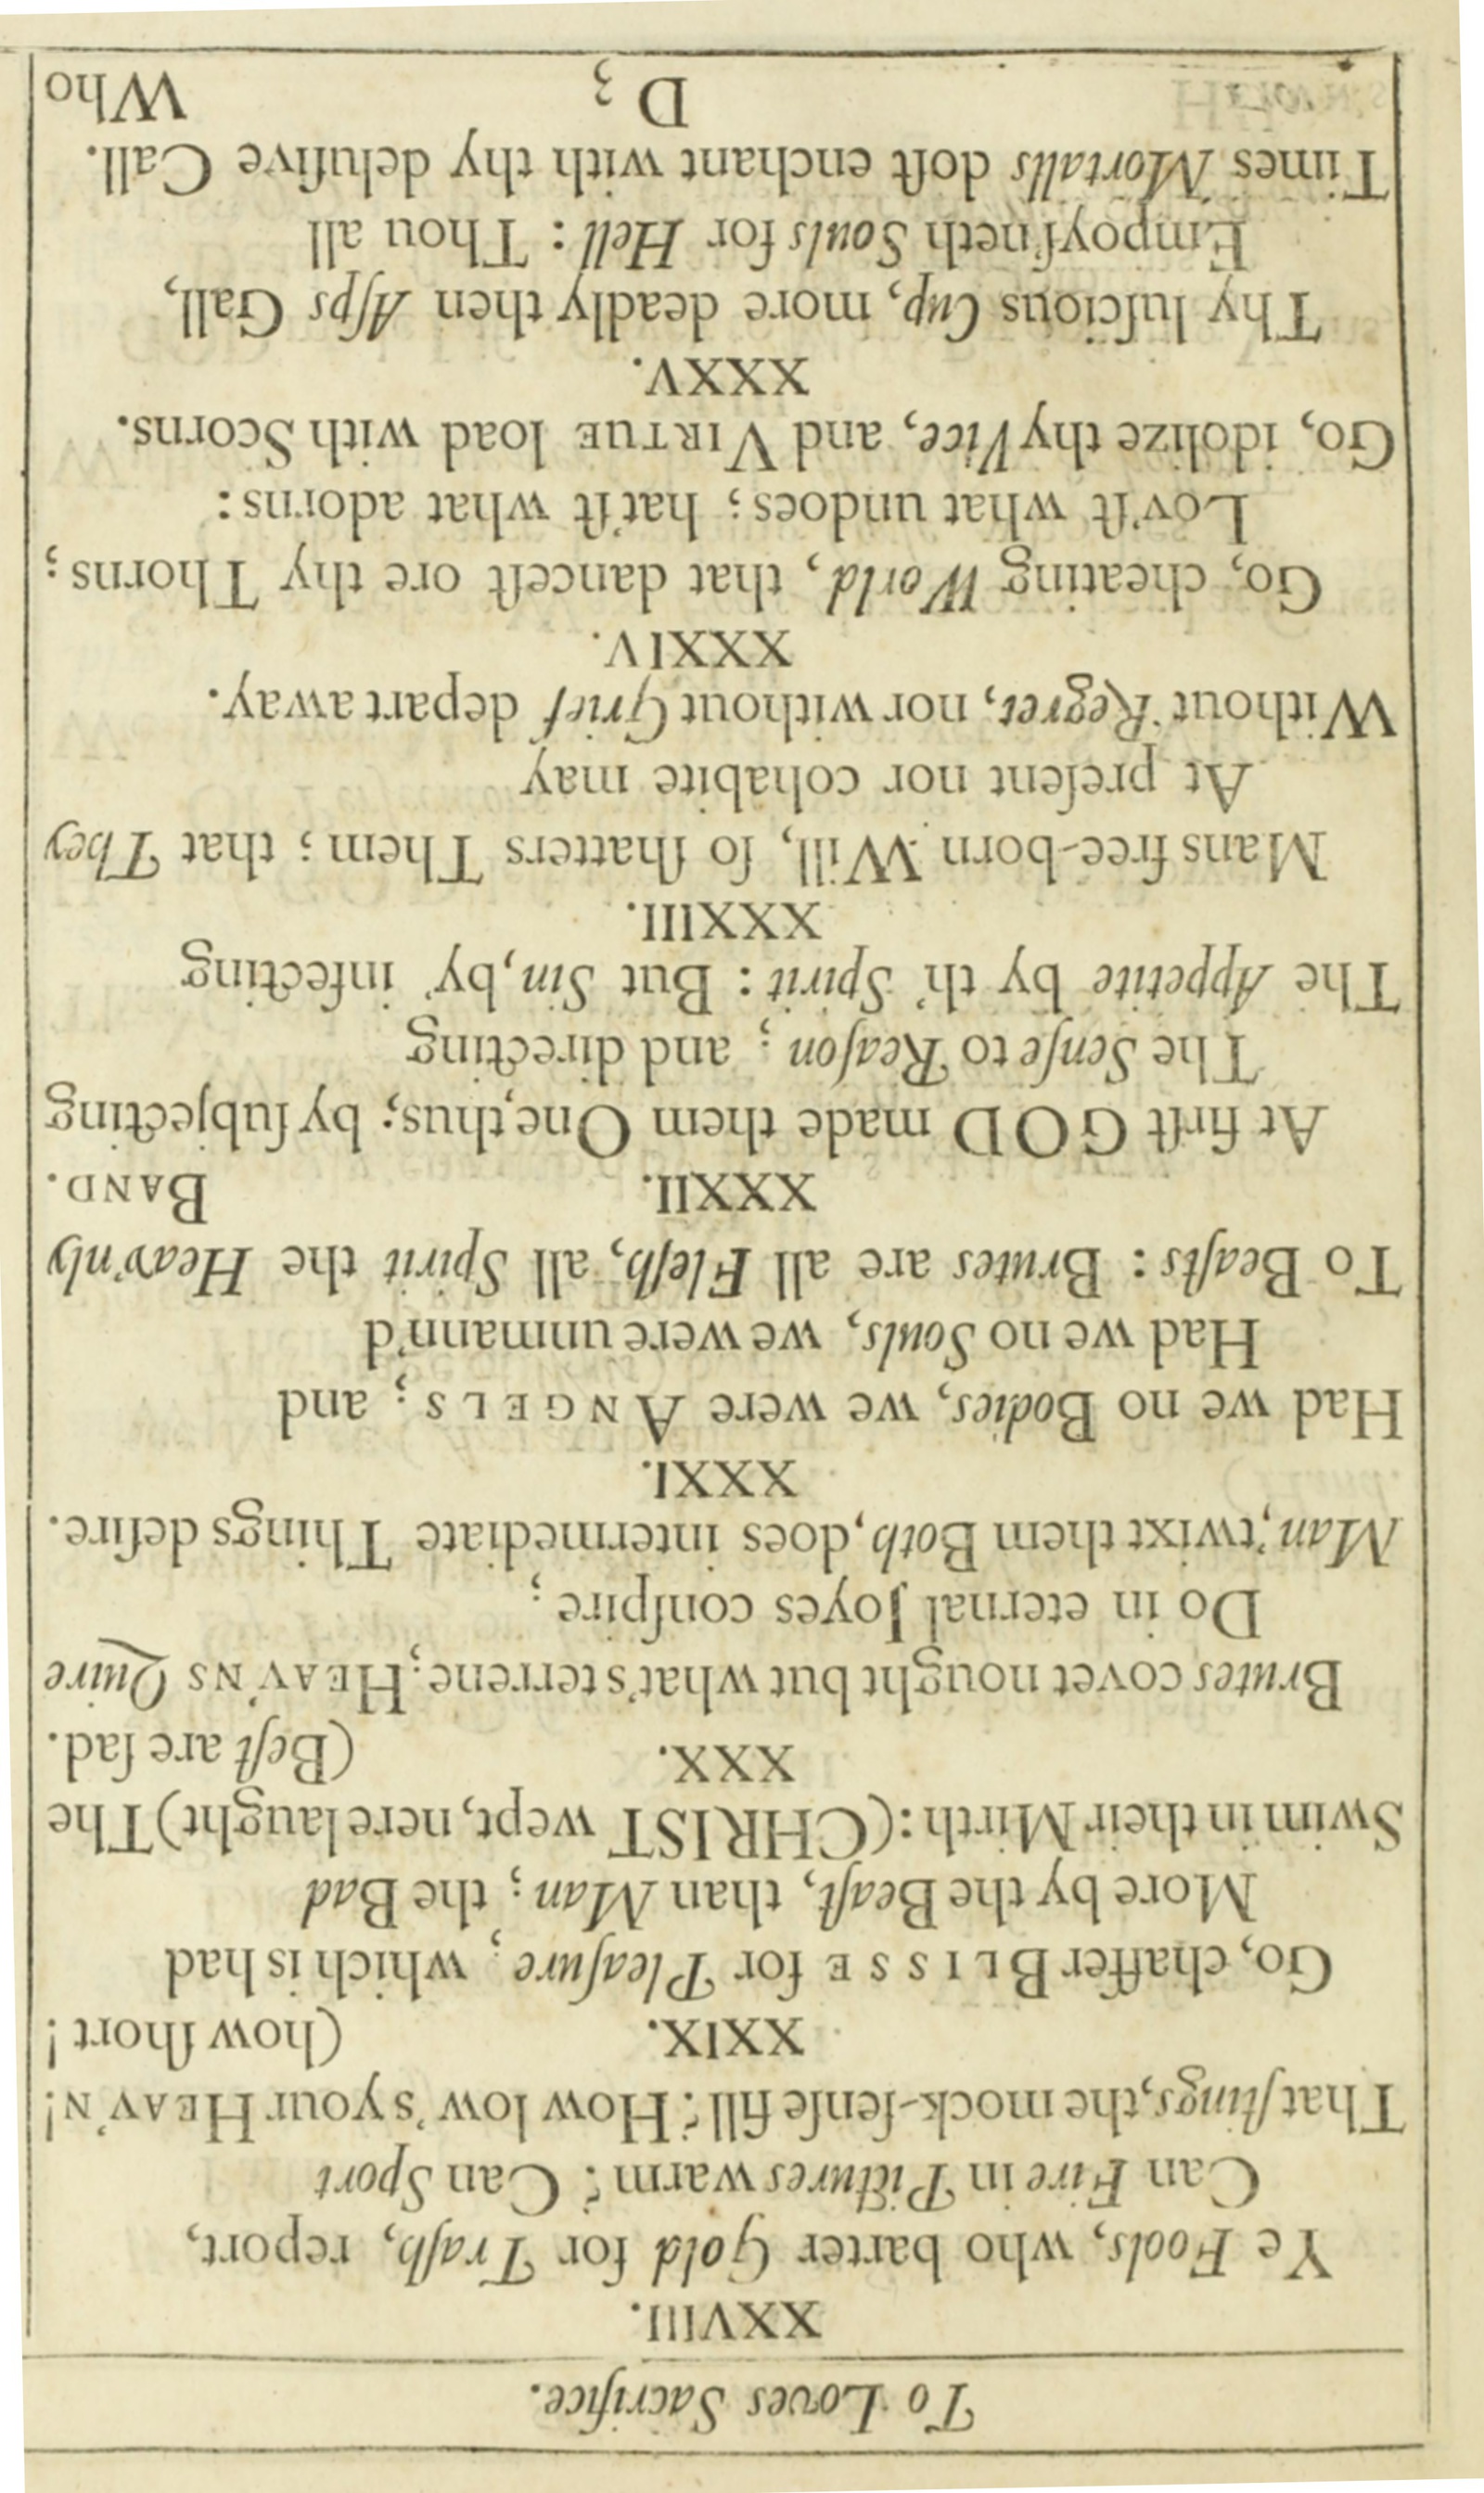 To Loves Sacrifice.
XXVIII.
Ye Fools, who barter Gold for Traſh, report,
Can Fire in Pictures warm? Can Sport
That ſtings, the mock-ſenſe fill? How low's your HEAV'N!
XXIX. (how ſhort!
Go, chaffer BLISSE for Pleaſure; which is had
More by the Beaſt, than Man; the Bad
Swim in their Mirth: (CHRIST wept, nere laught) The
XXX. (Beſt are ſad.
Brutes covet nought but what's terrene; HEAV'NS Quire
Do in eternal Joyes conſpire;
Man, 'twixt them Both, does intermediate Things deſire.
XXXI.
Had we no Bodies, we were ANGELS; and
Had we no Souls, we were unmann'd
To Beaſts: Brutes are all Fleſh, all Spirit the Heav'nly
XXXII. BAND.
At firſt GOD made them One, thus; by ſubjecting
The Senſe to Reaſon; and directing
The Appetite by th' Spirit: But Sin, by' infecting
XXXIII.
Mans free-born Will, ſo ſhatters Them; that They
At preſent nor cohabite may
Without Regret, nor without Grief depart away.
XXXIV.
Go, cheating World, that danceſt ore thy Thorns;
Lov'ſt what undoes; hat'ſt what adorns:
Go, idolize thy Vice, and VIRTUE load with Scorns.
XXXV.
Thy luſcious Cup, more deadly then Aſps Gall,
Empoyſneth Souls for Hell: Thou all
Times Mortalls doſt enchant with thy deluſive Call.
D 3 Who